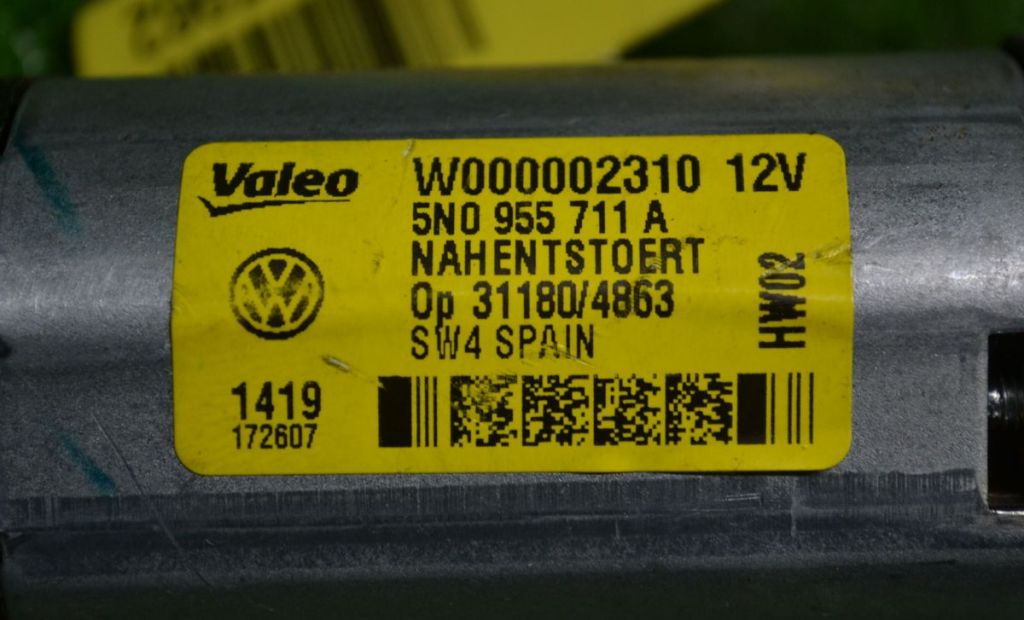 Valeo
W000002310 12V
5N0 955 711 A
NAHENTSTOERT
Op 31180/4863
SW4 SPAIN
HW02
1419
172607